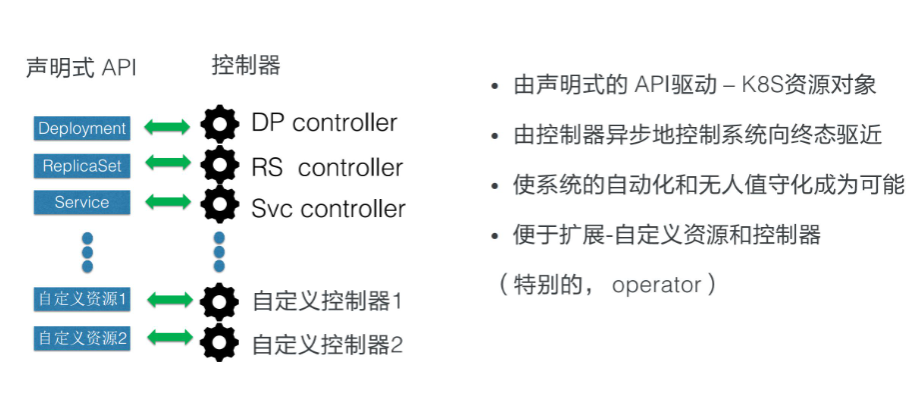 声明式 API
控制器
Deployment
DP controller
ReplicaSet
RS controller
Service
Svc controller
自定义资源1
自定义控制器1
自定义资源2
自定义控制器2
• 由声明式的 API驱动 – K8S资源对象
• 由控制器异步地控制系统向终态驱近
• 使系统的自动化和无人值守化成为可能
• 便于扩展-自定义资源和控制器
（特别的， operator）